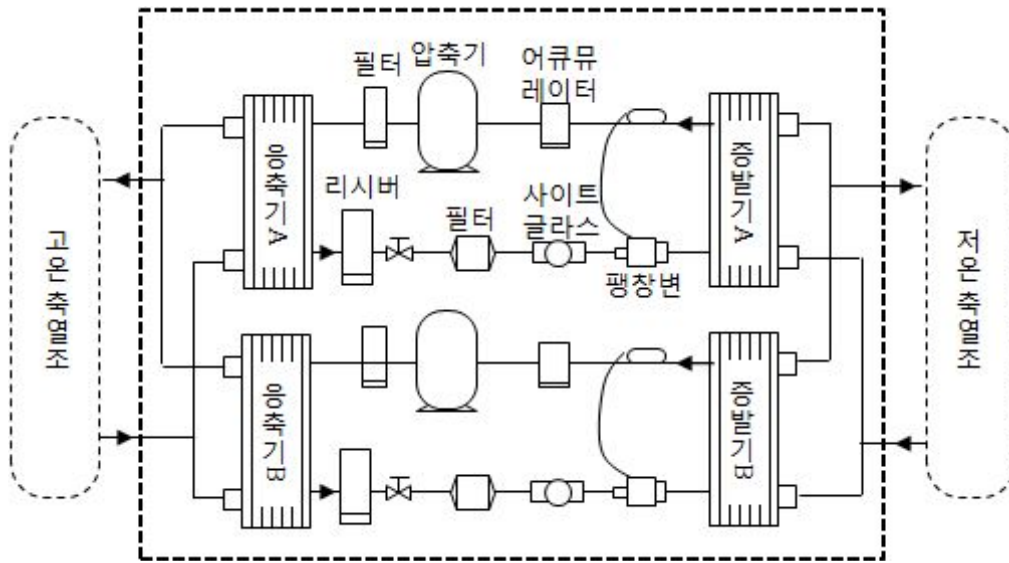 필터
압축기
어큐뮤
레이터
응축기A
증발기A
리시버
필터
사이트
글라스
팽창변
고온축열조
저온축열조
응축기B
증발기B